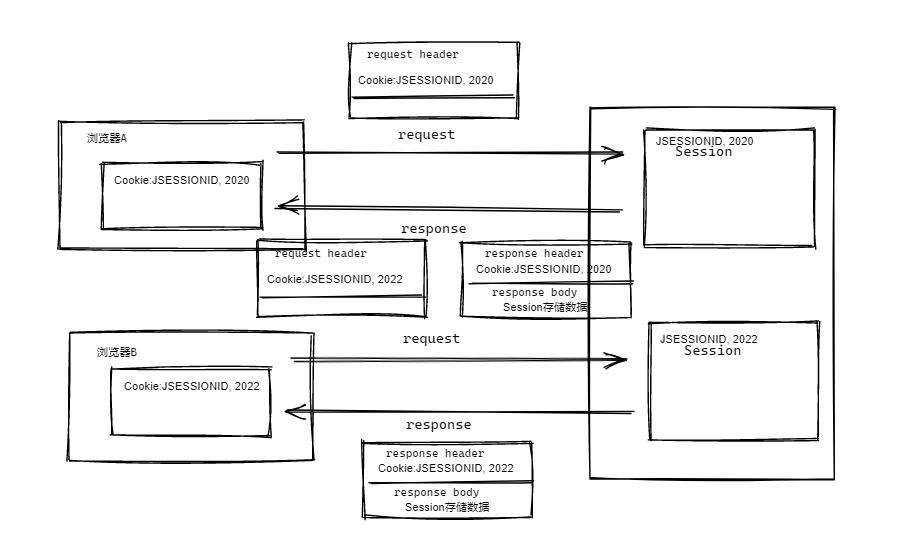 request header
Cookie:JSESSIONID, 2020
request
浏览器A
Cookie:JSESSIONID, 2020
JSESSIONID, 2020
Session
response
request header
Cookie:JSESSIONID, 2022
response header
Cookie:JSESSIONID, 2020
response body
Session存储数据
request
浏览器B
Cookie:JSESSIONID, 2022
JSESSIONID, 2022
Session
response
response header
Cookie:JSESSIONID, 2022
response body
Session存储数据